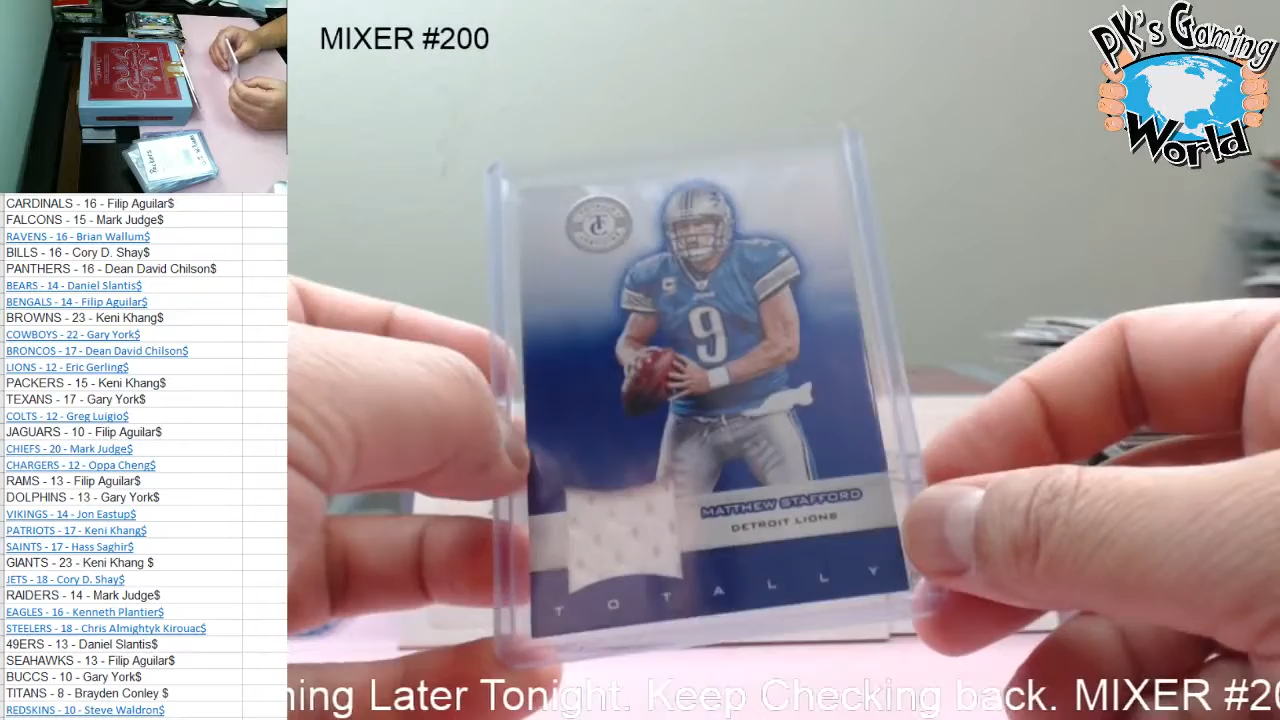 MIXER #200
PK's Gaming
World
Packers
CARDINALS - 16 - Filip Aguilar$
FALCONS - 15 - Mark Judge$
RAVENS - 16 - Brian Wallum$
BILLS - 16 - Cory D. Shay$
PANTHERS - 16 - Dean David Chilson$
BEARS - 14 - Daniel Slantis$
BENGALS - 14 - Filip Aguilar$
BROWNS - 23 - Keni Khang$
COWBOYS - 22 - Gary York$
BRONCOS - 17 - Dean David Chilson$
LIONS - 12 - Eric Gerling$
PACKERS - 15 - Keni Khang$
TEXANS - 17 - Gary York$
COLTS - 12 - Greg Luigio$
JAGUARS - 10 - Filip Aguilar$
CHIEFS - 20 - Mark Judge$
CHARGERS - 12 - Oppa Cheng$
RAMS - 13 - Filip Aguilar$
DOLPHINS - 13 - Gary York$
VIKINGS - 14 - Jon Eastup$
PATRIOTS - 17 - Keni Khang$
SAINTS - 17 - Hass Saghir$
GIANTS - 23 - Keni Khang $
JETS - 18 - Cory D. Shay$
RAIDERS - 14 - Mark Judge$
EAGLES - 16 - Kenneth Plantier$
STEELERS - 18 - Chris Almightyk Kirouac$
49ERS - 13 - Daniel Slantis$
SEAHAWKS - 13 - Filip Aguilar$
BUCCS - 10 - Gary York$
TITANS - 8 - Brayden Conley $
REDSKINS - 10 - Steve Waldron$
TC
9
MATTHEW STAFFORD
DETROIT LIONS
TOTALLY
ning Later Tonight. Keep Checking back. MIXER #20